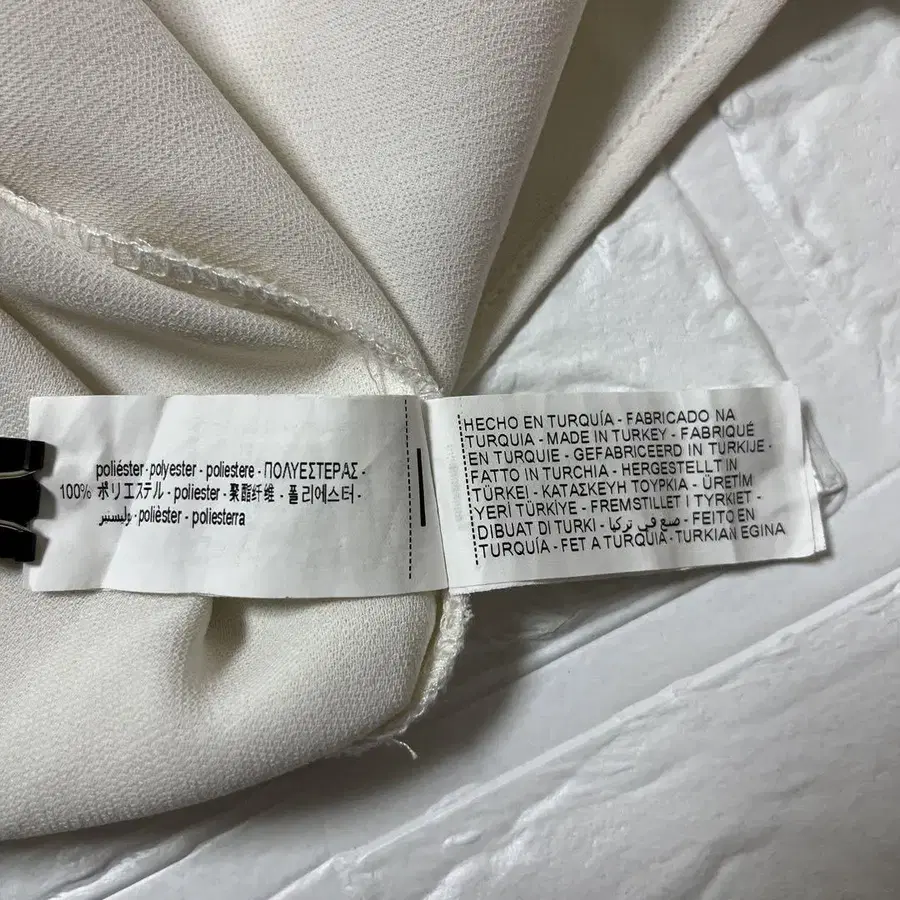 poliéster · polyester - poliestere - ΠΟΛΥΕΣΤΕΡΑΣ -
100% ポリエステル - poliester - 聚酯纤维 - 폴리에스터 -
وليستير - polièster - poliesterra
HECHO EN TURQUÍA - FABRICADO NA
TURQUIA - MADE IN TURKEY - FABRIQUÉ
EN TURQUIE - GEFABRICEERD IN TURKIJE -
FATTO IN TURCHIA - HERGESTELLT IN
TÜRKEI - ΚΑΤΑΣΚΕΥΗ ΤΟΥΡΚΙΑ - ÜRETİM
YERİ TÜRKİYE - FREMSTILLET I TYRKIET -
DIBUAT DI TURKI - صنع في تركيا - FEITO EN
TURQUÍA - FET A TURQUIA - TURKIAN EGINA